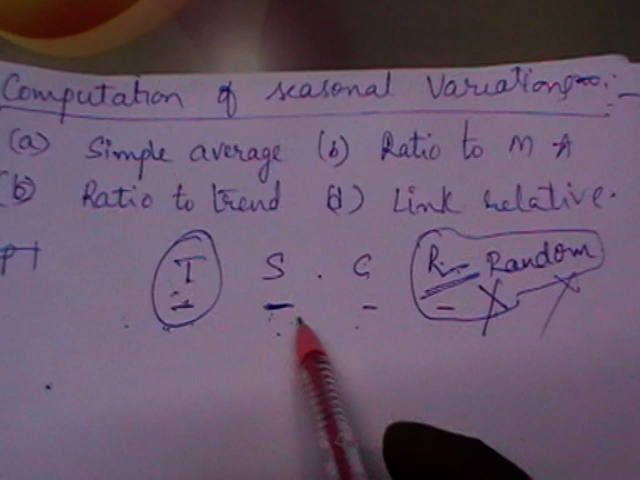 Computation of seasonal Variations:-
(a) Simple average (b) Ratio to M A
(b) Ratio to trend (d) Link relative.
T S . C R - Random